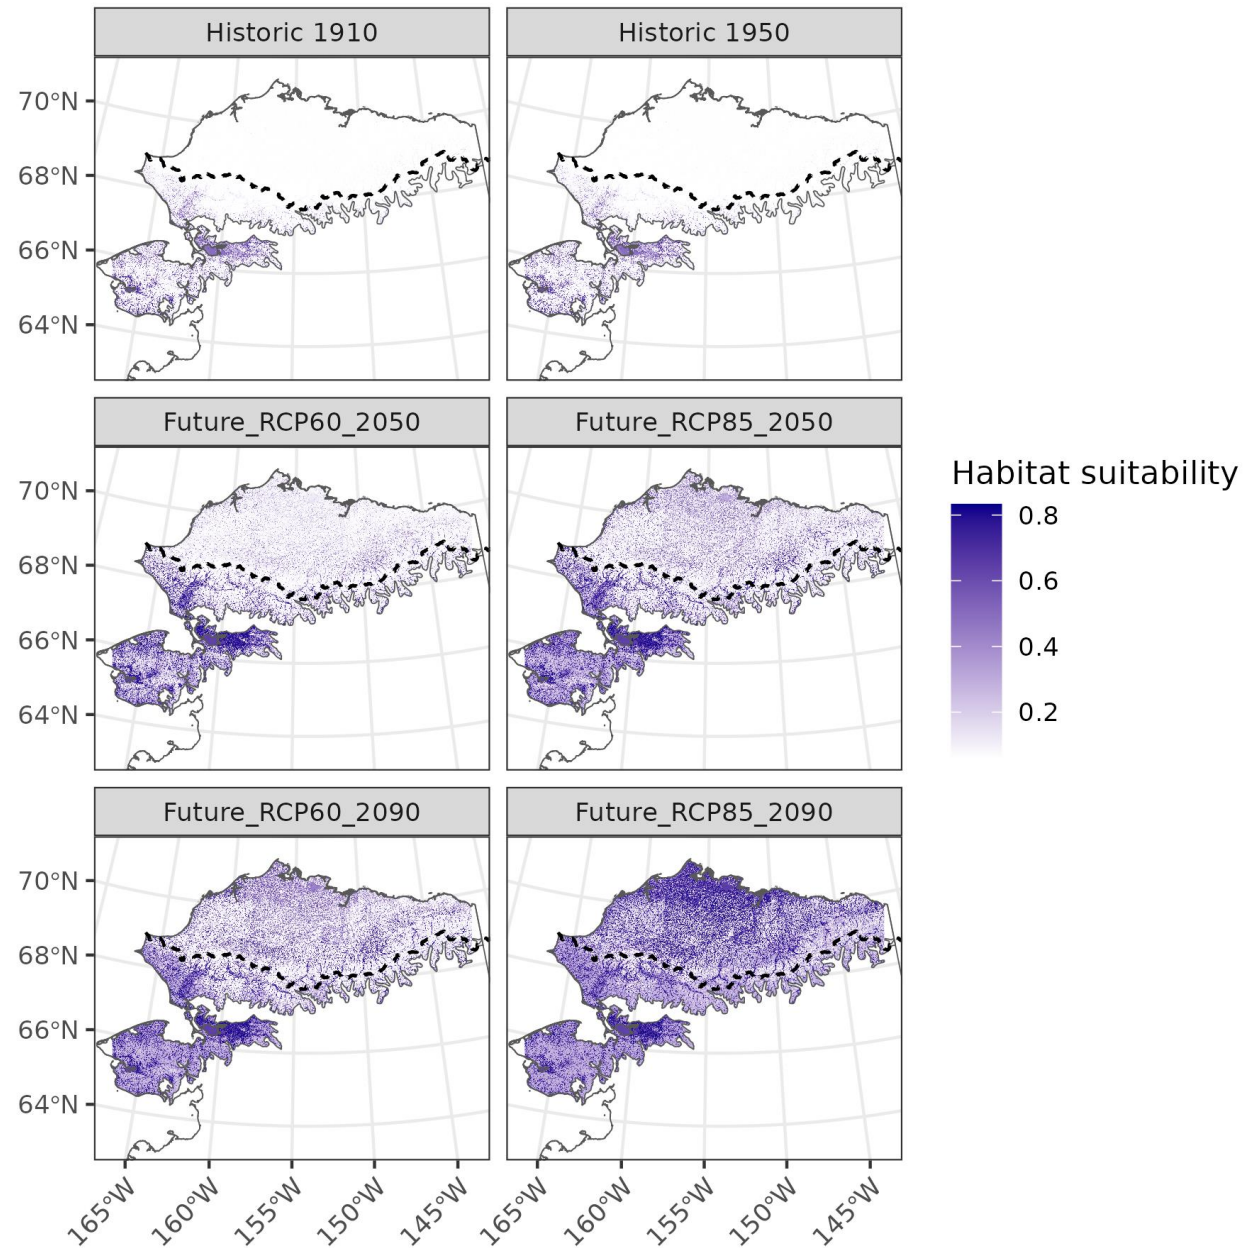 Historic 1910
Historic 1950
70°N
68°N
66°N
64°N
Future_RCP60_2050
Future_RCP85_2050
70°N
68°N
66°N
64°N
Habitat suitability
0.8
0.6
0.4
0.2
Future_RCP60_2090
Future_RCP85_2090
70°N
68°N
66°N
64°N
165°W
160°W
155°W
150°W
145°W
165°W
160°W
155°W
150°W
145°W